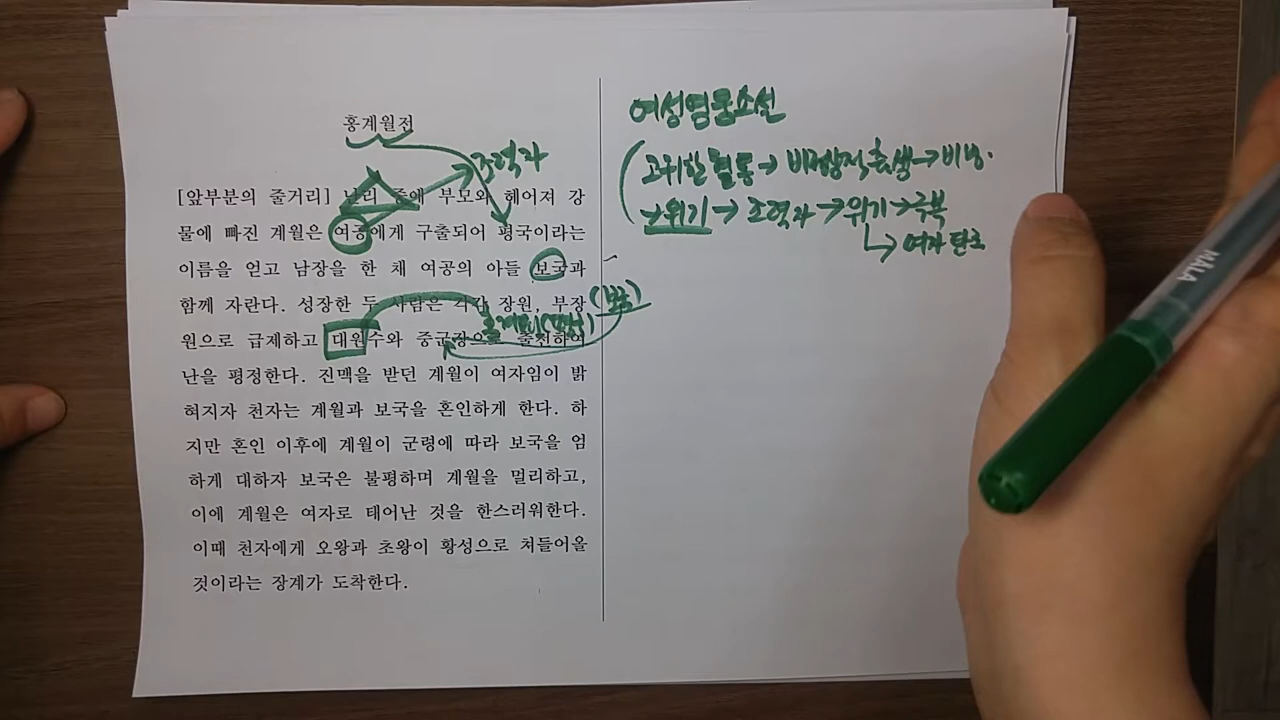 홍계월전
조력자
[앞부분의 줄거리] 난리 중에 부모와 헤어져 강
물에 빠진 계월은 여공에게 구출되어 평국이라는
이름을 얻고 남장을 한 채 여공의 아들 보국과
함께 자란다. 성장한 두 사람은 각각 장원, 부장
(보국)
원으로 급제하고 대원수와 중군장으로 출전하여
난을 평정한다. 진맥을 받던 계월이 여자임이 밝
혀지자 천자는 계월과 보국을 혼인하게 한다. 하
지만 혼인 이후에 계월이 군령에 따라 보국을 엄
하게 대하자 보국은 불평하며 계월을 멀리하고,
이에 계월은 여자로 태어난 것을 한스러워한다.
이때 천자에게 오왕과 초왕이 황성으로 쳐들어올
것이라는 장계가 도착한다.
여성영웅소설
고귀한 혈통→비정상적 출생→비범.
→위기→조력자→위기→극복
→여자 탄로
MALA